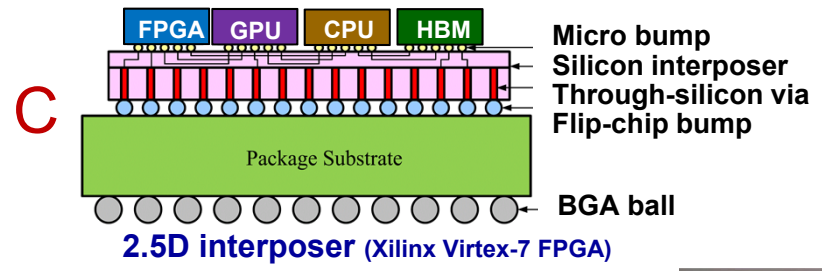 FPGA GPU CPU HBM
Micro bump
Silicon interposer
Through-silicon via
Flip-chip bump
C
Package Substrate
BGA ball
2.5D interposer (Xilinx Virtex-7 FPGA)